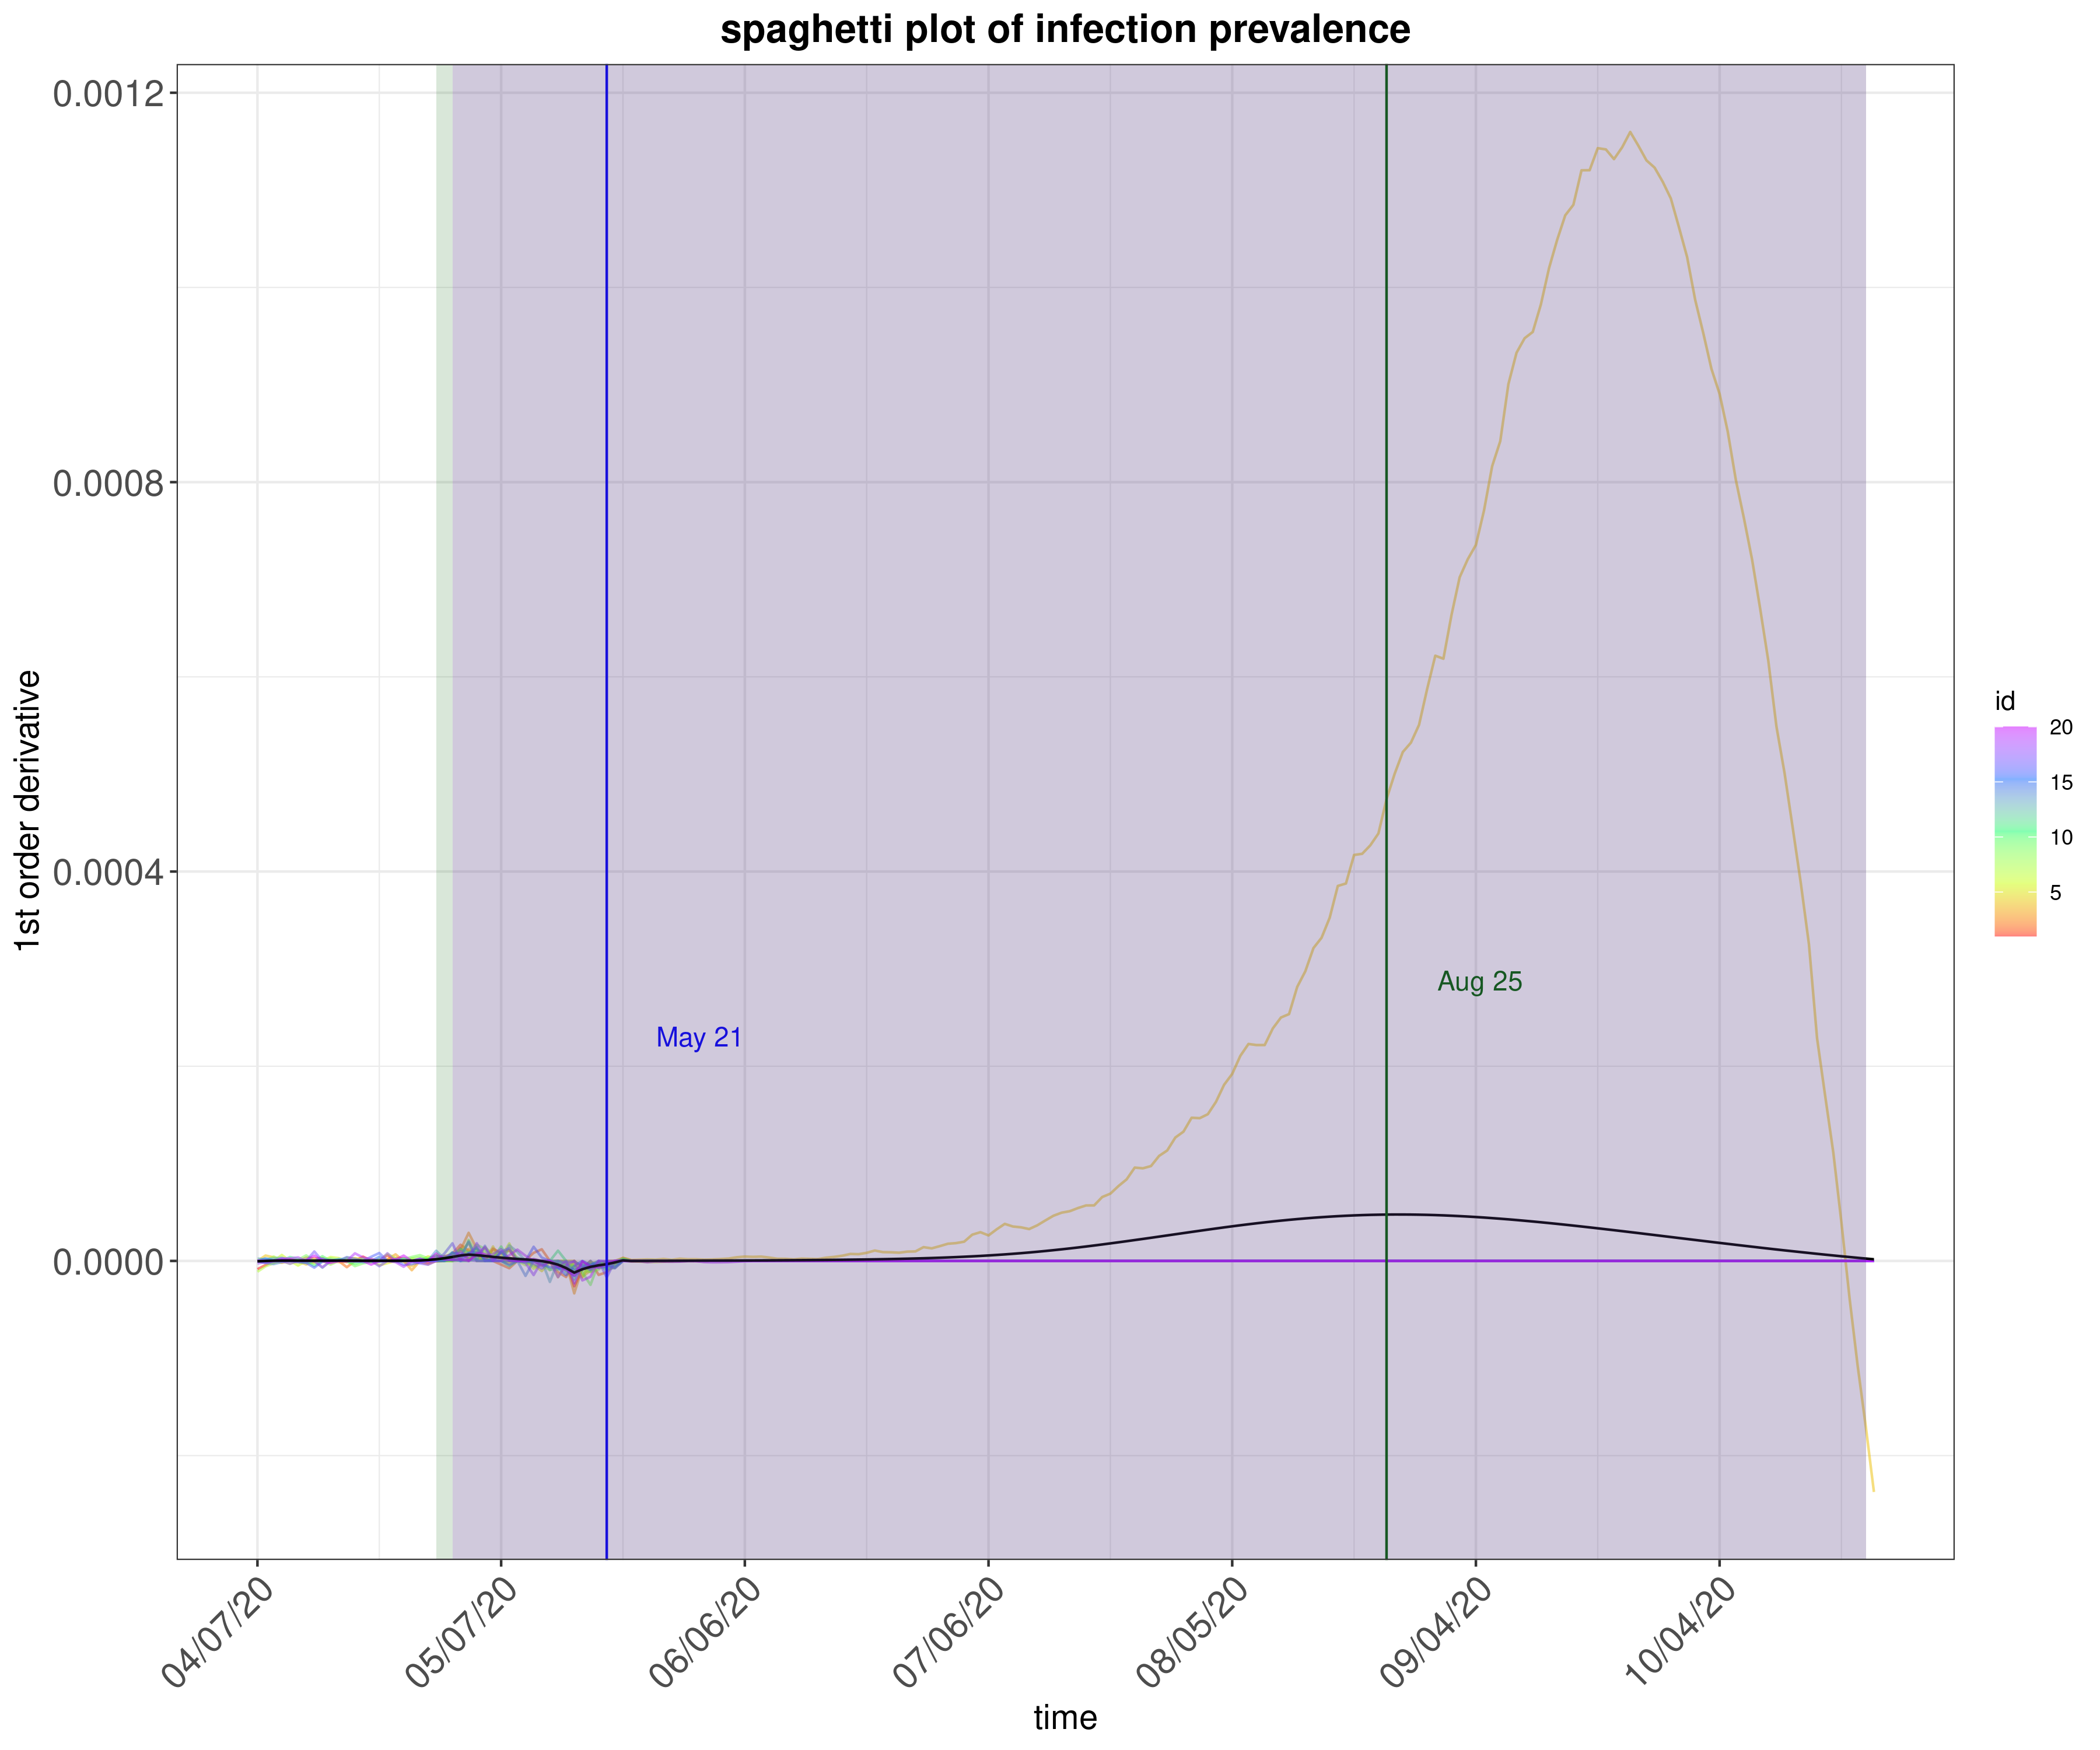 spaghetti plot of infection prevalence
0.0012
0.0008
0.0004
0.0000
1st order derivative
May 21
Aug 25
id
20
15
10
5
04/07/20
05/07/20
06/06/20
07/06/20
08/05/20
09/04/20
10/04/20
time